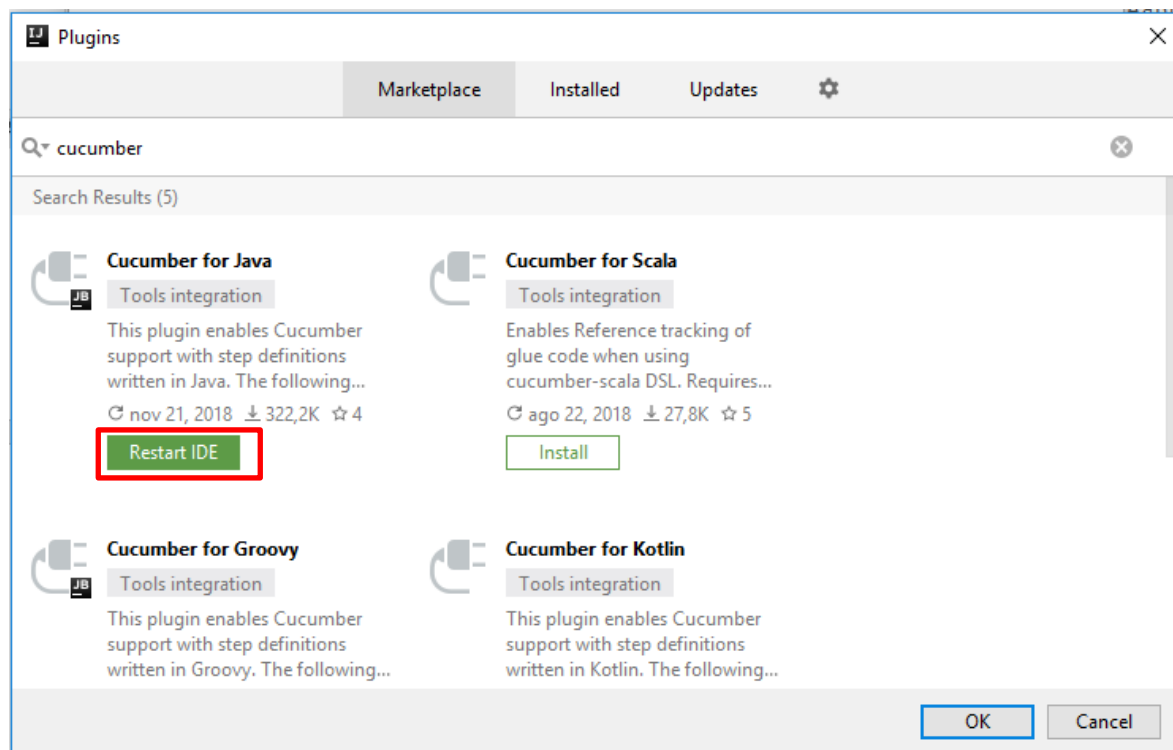 IJ Plugins
Marketplace Installed Updates
cucumber
Search Results (5)
Cucumber for Java
Tools integration
This plugin enables Cucumber
support with step definitions
written in Java. The following...
nov 21, 2018 322,2K 4
Restart IDE
Cucumber for Scala
Tools integration
Enables Reference tracking of
glue code when using
cucumber-scala DSL. Requires...
ago 22, 2018 27,8K 5
Install
Cucumber for Groovy
Tools integration
This plugin enables Cucumber
support with step definitions
written in Groovy. The following...
Cucumber for Kotlin
Tools integration
This plugin enables Cucumber
support with step definitions
written in Kotlin. The following...
JB
JB
OK Cancel